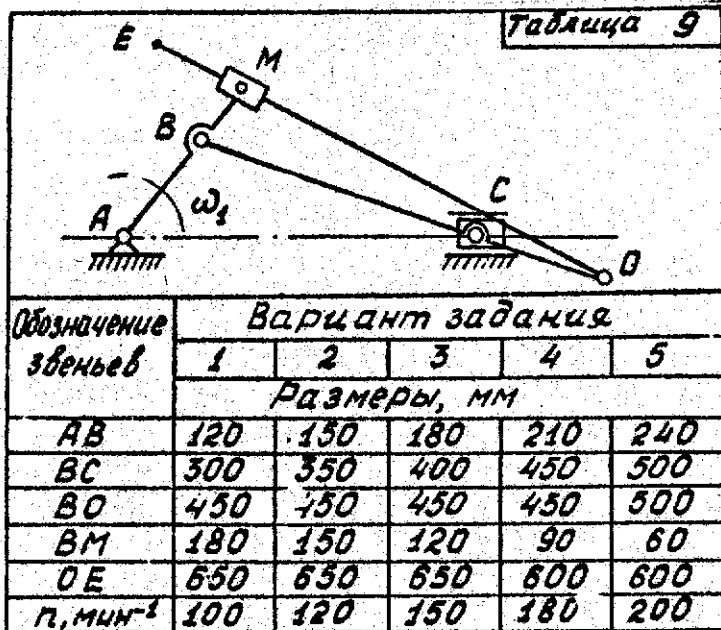 Таблица 9
E
M
B
ω₁
C
A
O
Обозначение звеньев
Вариант задания
1 2 3 4 5
Размеры, мм
AB 120 150 180 210 240
BC 300 350 400 450 500
BO 450 450 450 450 500
BM 180 150 120 90 60
OE 650 650 650 600 600
n, мин⁻¹ 100 120 150 180 200